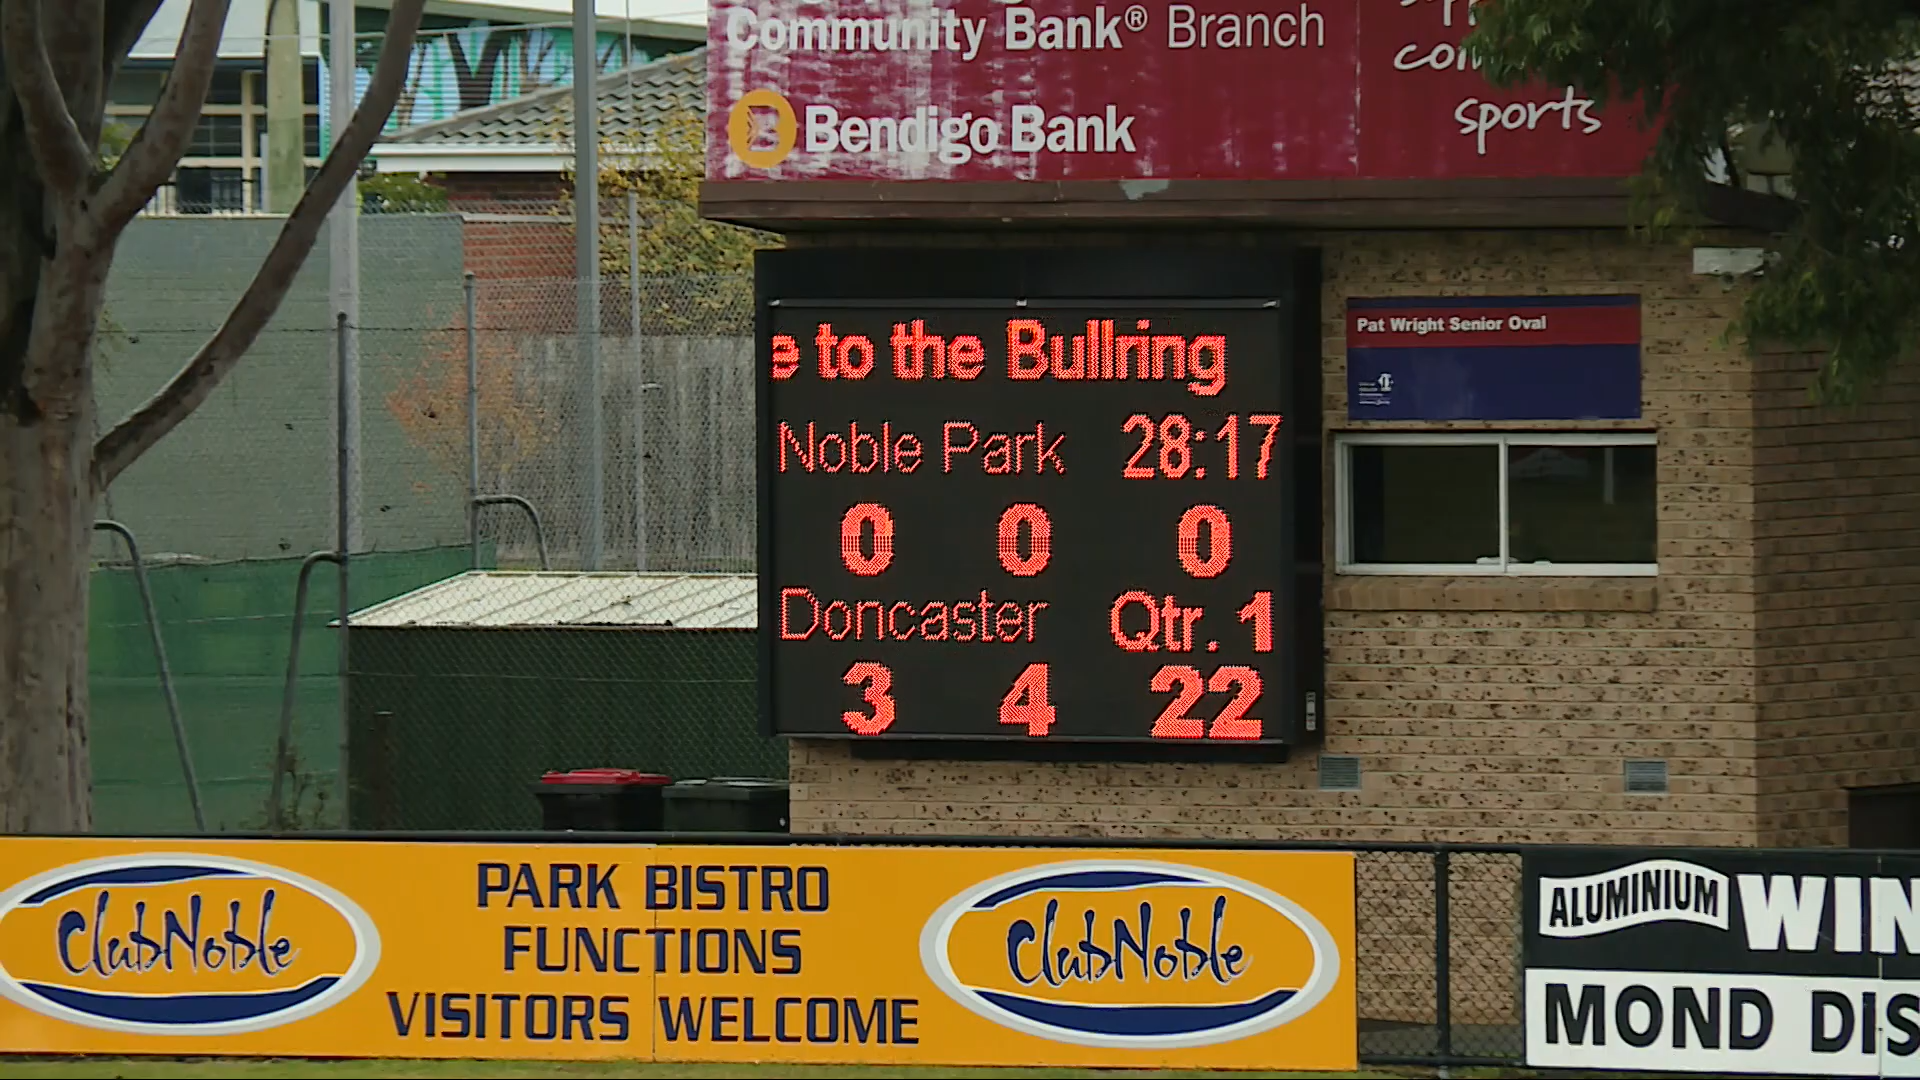 Community Bank® Branch
Bendigo Bank
sports
e to the Bullring
Noble Park 28:17
0 0 0
Doncaster Qtr. 1
3 4 22
Pat Wright Senior Oval
ClubNoble
PARK BISTRO
FUNCTIONS
VISITORS WELCOME
ClubNoble
ALUMINIUM WIN
MOND DIS